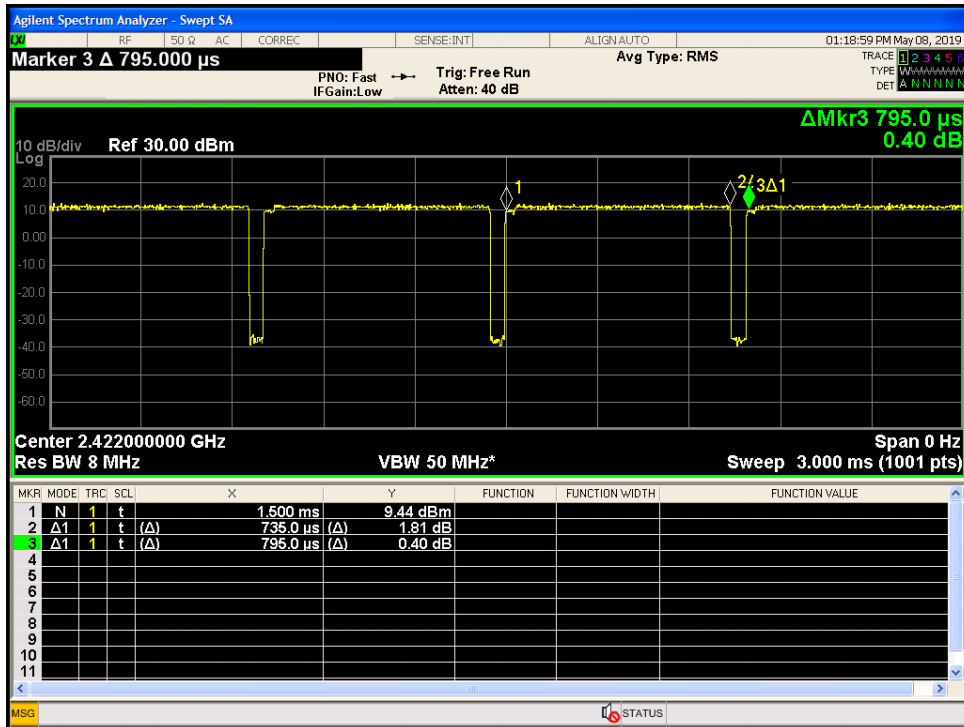 Agilent Spectrum Analyzer - Swept SA
LXI RF 50 Ω AC CORREC SENSE:INT ALIGN AUTO 01:18:59 PM May 08, 2019
Marker 3 Δ 795.000 µs Avg Type: RMS TRACE 1 2 3 4 5 6
PNO: Fast Trig: Free Run TYPE W
IFGain:Low Atten: 40 dB DET A N N N N N
ΔMkr3 795.0 µs
10 dB/div Ref 30.00 dBm 0.40 dB
Log
20.0
1 2 3Δ1
10.0
0.00
-10.0
-20.0
-30.0
-40.0
-50.0
-60.0
Center 2.422000000 GHz Span 0 Hz
Res BW 8 MHz VBW 50 MHz* Sweep 3.000 ms (1001 pts)
MKR MODE TRC SCL X Y FUNCTION FUNCTION WIDTH FUNCTION VALUE
1 N 1 t 1.500 ms 9.44 dBm
2 Δ1 1 t (Δ) 735.0 µs (Δ) 1.81 dB
3 Δ1 1 t (Δ) 795.0 µs (Δ) 0.40 dB
4
5
6
7
8
9
10
11
MSG STATUS